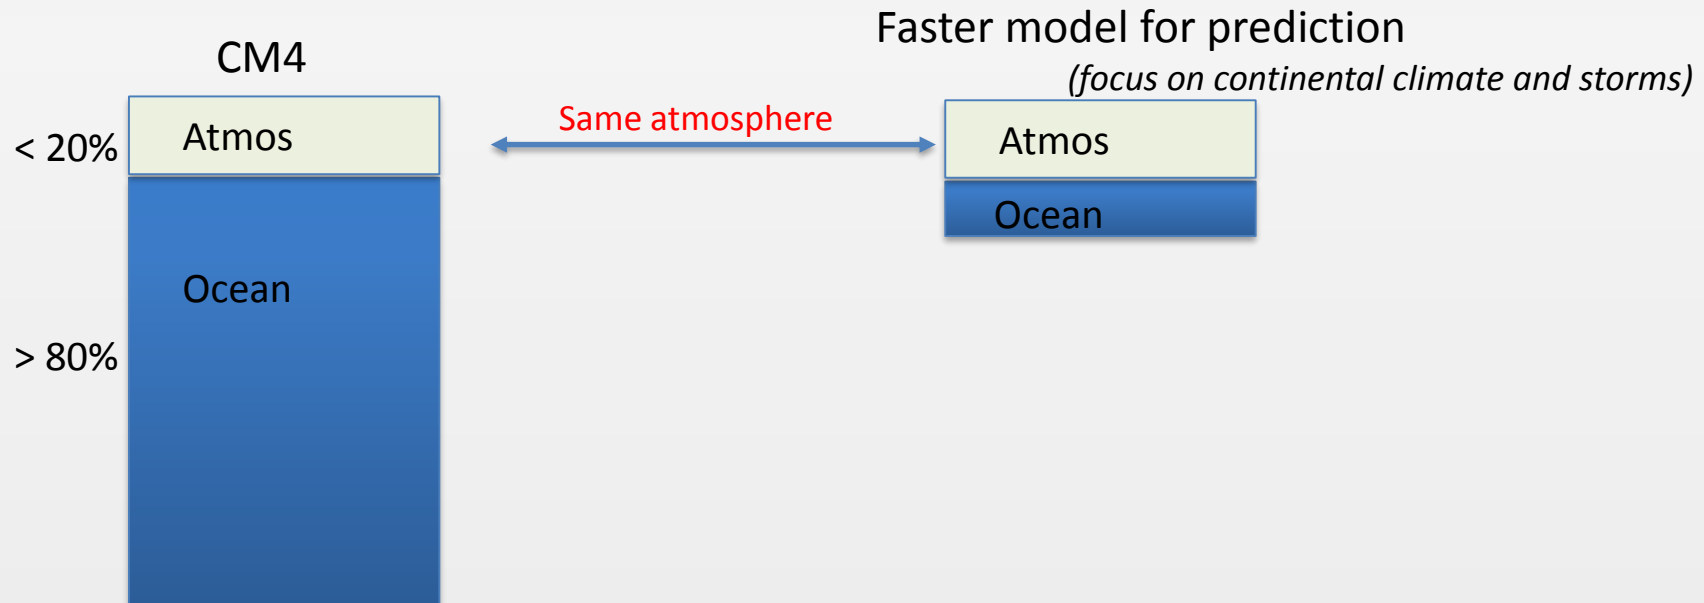 Faster model for prediction
CM4
(focus on continental climate and storms)
Same atmosphere
< 20%
Atmos
Atmos
Ocean
Ocean
> 80%